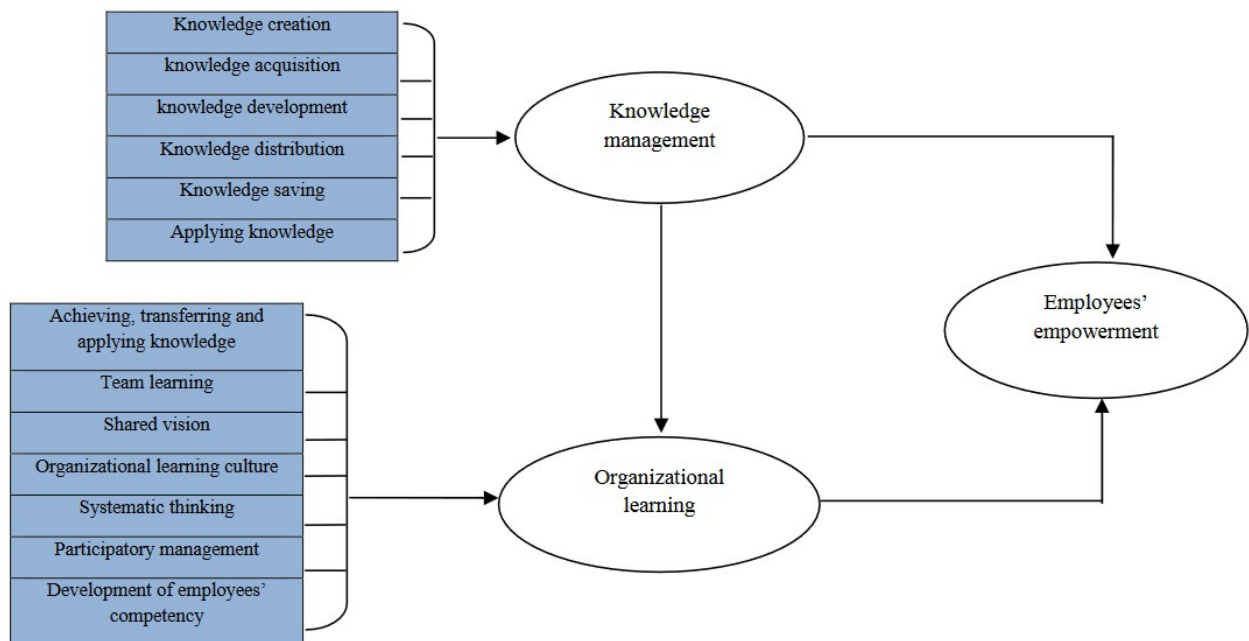 Knowledge creation
knowledge acquisition
knowledge development
Knowledge distribution
Knowledge saving
Applying knowledge
Knowledge
management
Employees’
empowerment
Achieving, transferring and
applying knowledge
Team learning
Shared vision
Organizational learning culture
Systematic thinking
Participatory management
Development of employees’
competency
Organizational
learning